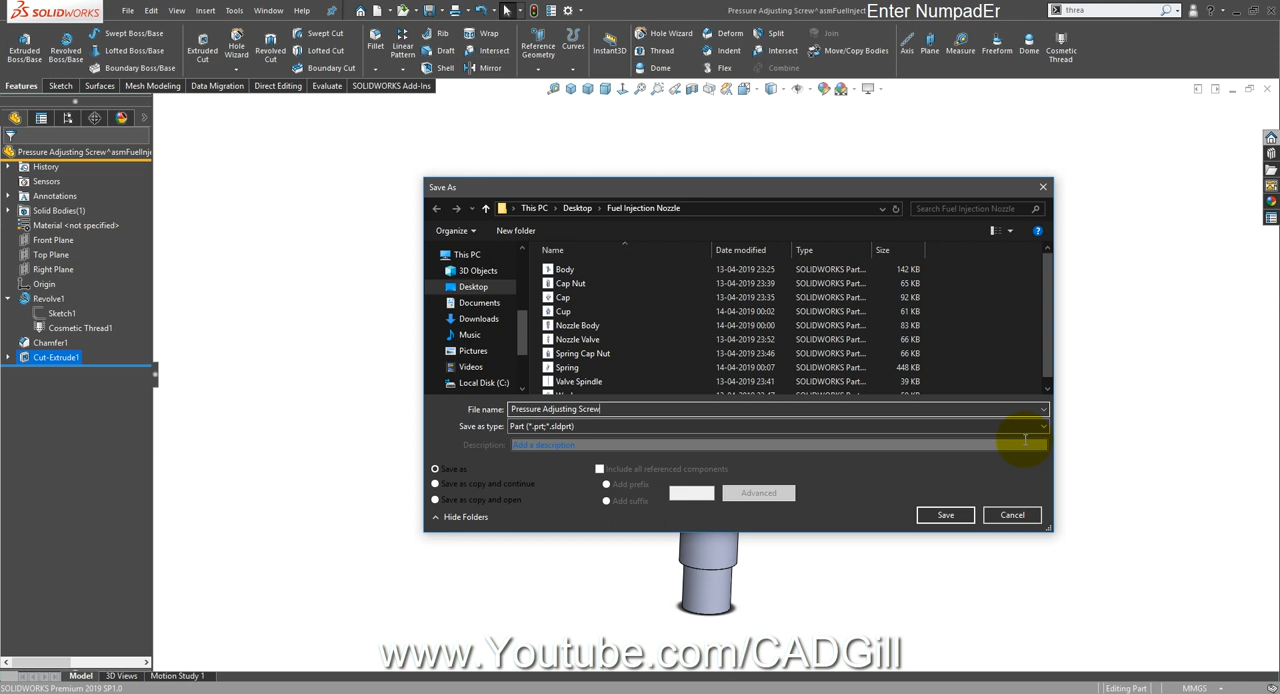 SOLIDWORKS File Edit View Insert Tools Window Help Pressure Adjusting Screw^asmFuelInject Enter NumpadEr threa
Extruded Boss/Base Revolved Boss/Base Swept Boss/Base Lofted Boss/Base Boundary Boss/Base Extruded Cut Hole Wizard Revolved Cut Swept Cut Lofted Cut Boundary Cut Fillet Linear Pattern Rib Draft Shell Wrap Intersect Mirror Reference Geometry Curves Instant3D Hole Wizard Thread Dome Deform Indent Flex Split Intersect Combine Join Move/Copy Bodies Axis Plane Measure Freeform Dome Cosmetic Thread
Features Sketch Surfaces Mesh Modeling Data Migration Direct Editing Evaluate SOLIDWORKS Add-Ins
Pressure Adjusting Screw^asmFuelInje
History
Sensors
Annotations
Solid Bodies(1)
Material <not specified>
Front Plane
Top Plane
Right Plane
Origin
Revolve1
Sketch1
Cosmetic Thread1
Chamfer1
Cut-Extrude1
Save As
This PC > Desktop > Fuel Injection Nozzle Search Fuel Injection Nozzle
Organize New folder
Name Date modified Type Size
This PC
3D Objects
Desktop
Documents
Downloads
Music
Pictures
Videos
Local Disk (C:)
Body 13-04-2019 23:25 SOLIDWORKS Part... 142 KB
Cap Nut 13-04-2019 23:39 SOLIDWORKS Part... 65 KB
Cap 13-04-2019 23:35 SOLIDWORKS Part... 92 KB
Cup 14-04-2019 00:02 SOLIDWORKS Part... 61 KB
Nozzle Body 14-04-2019 00:00 SOLIDWORKS Part... 83 KB
Nozzle Valve 13-04-2019 23:52 SOLIDWORKS Part... 66 KB
Spring Cap Nut 13-04-2019 23:46 SOLIDWORKS Part... 66 KB
Spring 14-04-2019 00:07 SOLIDWORKS Part... 448 KB
Valve Spindle 13-04-2019 23:41 SOLIDWORKS Part... 39 KB
File name: Pressure Adjusting Screw
Save as type: Part (*.prt;*.sldprt)
Description: Add a description
Save as
Save as copy and continue
Save as copy and open
Include all referenced components
Add prefix
Add suffix
Advanced
Hide Folders Save Cancel
www.Youtube.com/CADGill
Model 3D Views Motion Study 1
SOLIDWORKS Premium 2019 SP1.0 Editing Part MMGS